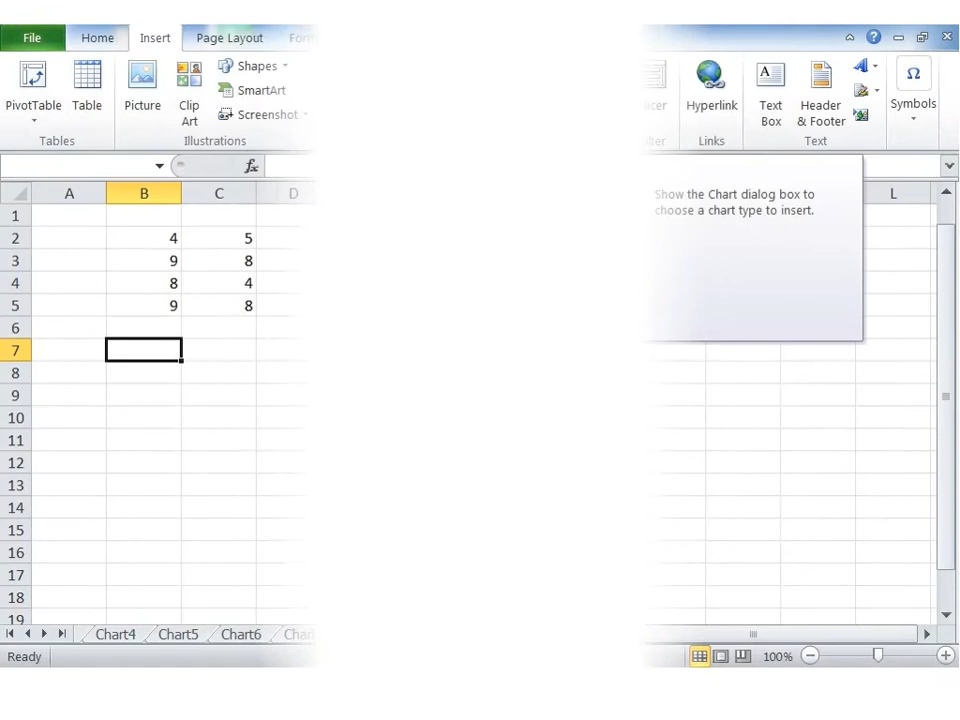 File Home Insert Page Layout
PivotTable Table Picture Clip Art Shapes SmartArt Screenshot Hyperlink Text Box Header & Footer Symbols
Tables Illustrations Links Text
fx
A B C D L
1
2 4 5
3 9 8
4 8 4
5 9 8
6
7
8
9
10
11
12
13
14
15
16
17
18
19
Show the Chart dialog box to
choose a chart type to insert.
Chart4 Chart5 Chart6
Ready 100%